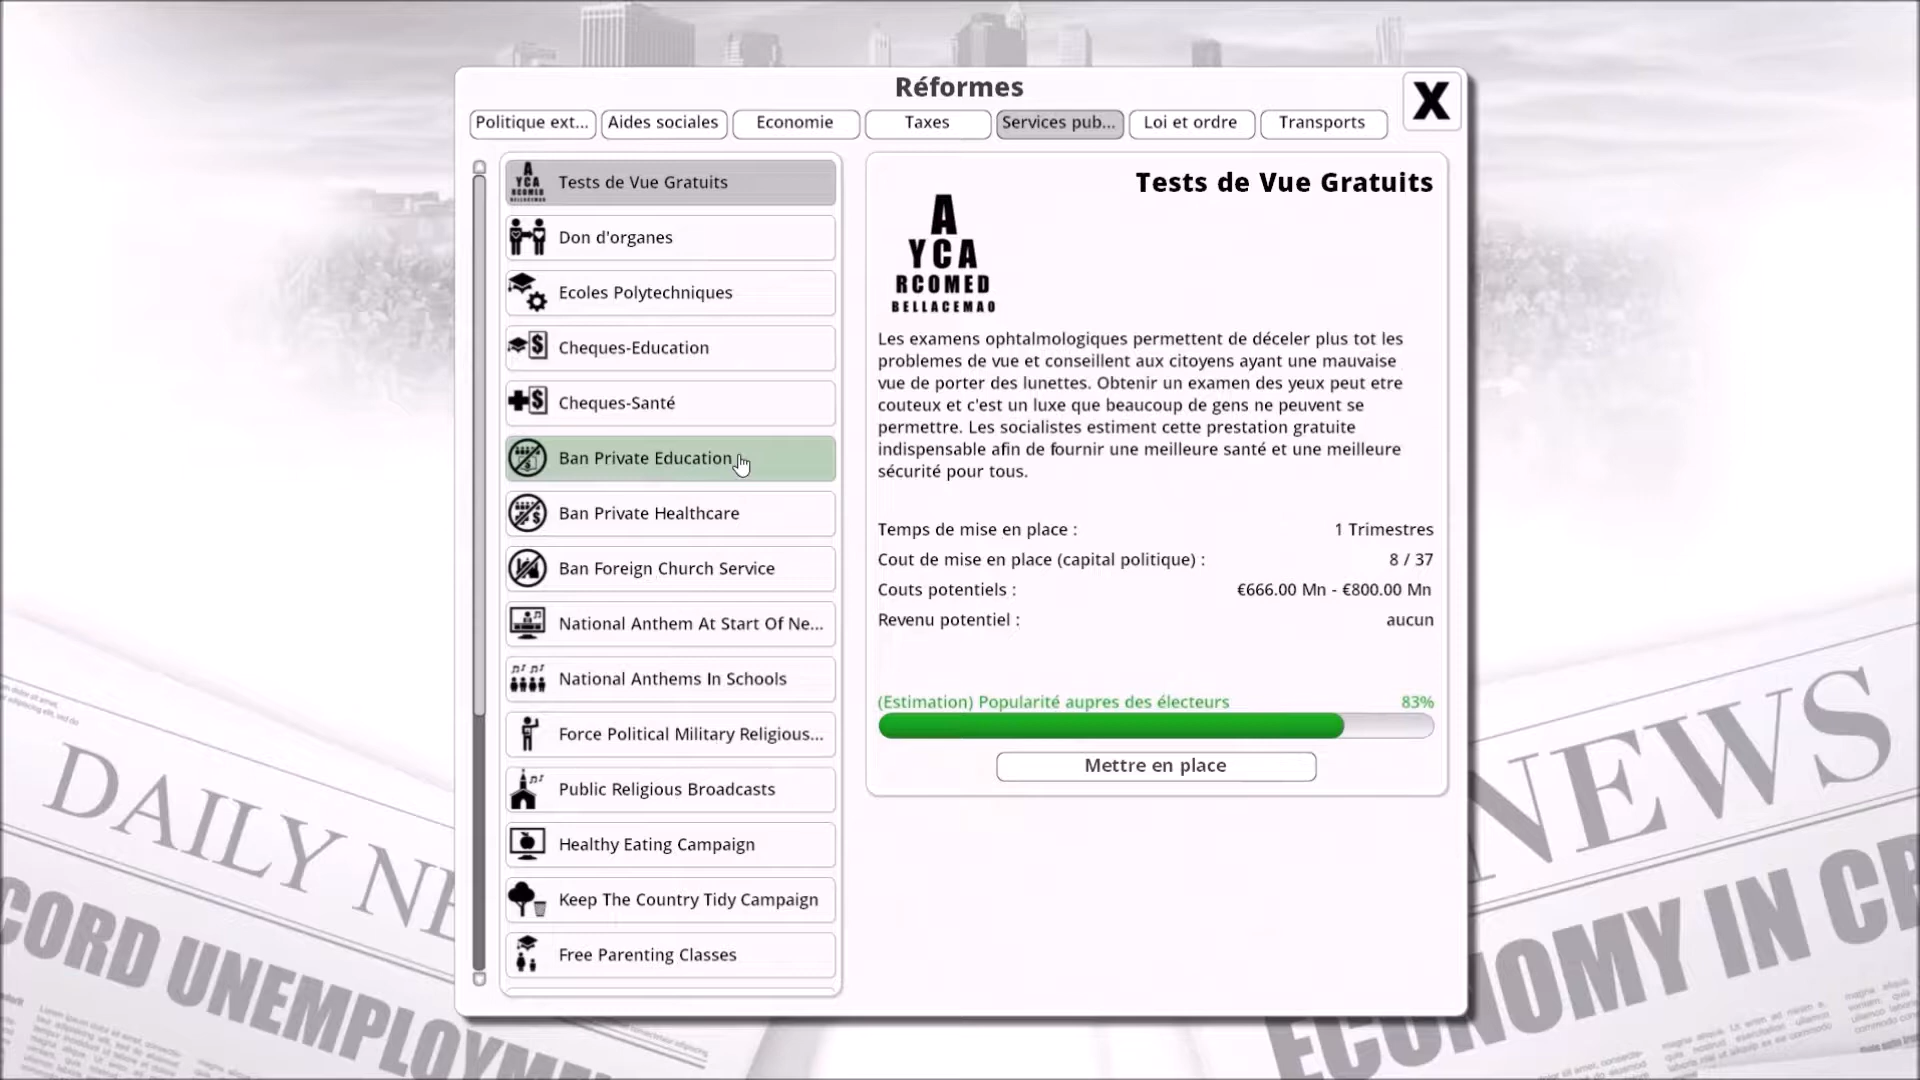 Réformes
X
Politique ext...
Aides sociales
Economie
Taxes
Services pub...
Loi et ordre
Transports
A
YCA
RCOMED
BELLACEMAO
Tests de Vue Gratuits
Don d'organes
Ecoles Polytechniques
Cheques-Education
Cheques-Santé
Ban Private Education
Ban Private Healthcare
Ban Foreign Church Service
National Anthem At Start Of Ne...
National Anthems In Schools
Force Political Military Religious...
Public Religious Broadcasts
Healthy Eating Campaign
Keep The Country Tidy Campaign
Free Parenting Classes
Tests de Vue Gratuits
A
YCA
RCOMED
BELLACEMAO
Les examens ophtalmologiques permettent de déceler plus tot les
problemes de vue et conseillent aux citoyens ayant une mauvaise
vue de porter des lunettes. Obtenir un examen des yeux peut etre
couteux et c'est un luxe que beaucoup de gens ne peuvent se
permettre. Les socialistes estiment cette prestation gratuite
indispensable afin de fournir une meilleure santé et une meilleure
sécurité pour tous.
Temps de mise en place : 1 Trimestres
Cout de mise en place (capital politique) : 8 / 37
Couts potentiels : €666.00 Mn - €800.00 Mn
Revenu potentiel : aucun
(Estimation) Popularité aupres des électeurs 83%
Mettre en place
DAILY NE
CORD UNEMPLOYME
NEWS
ECONOMY IN CR